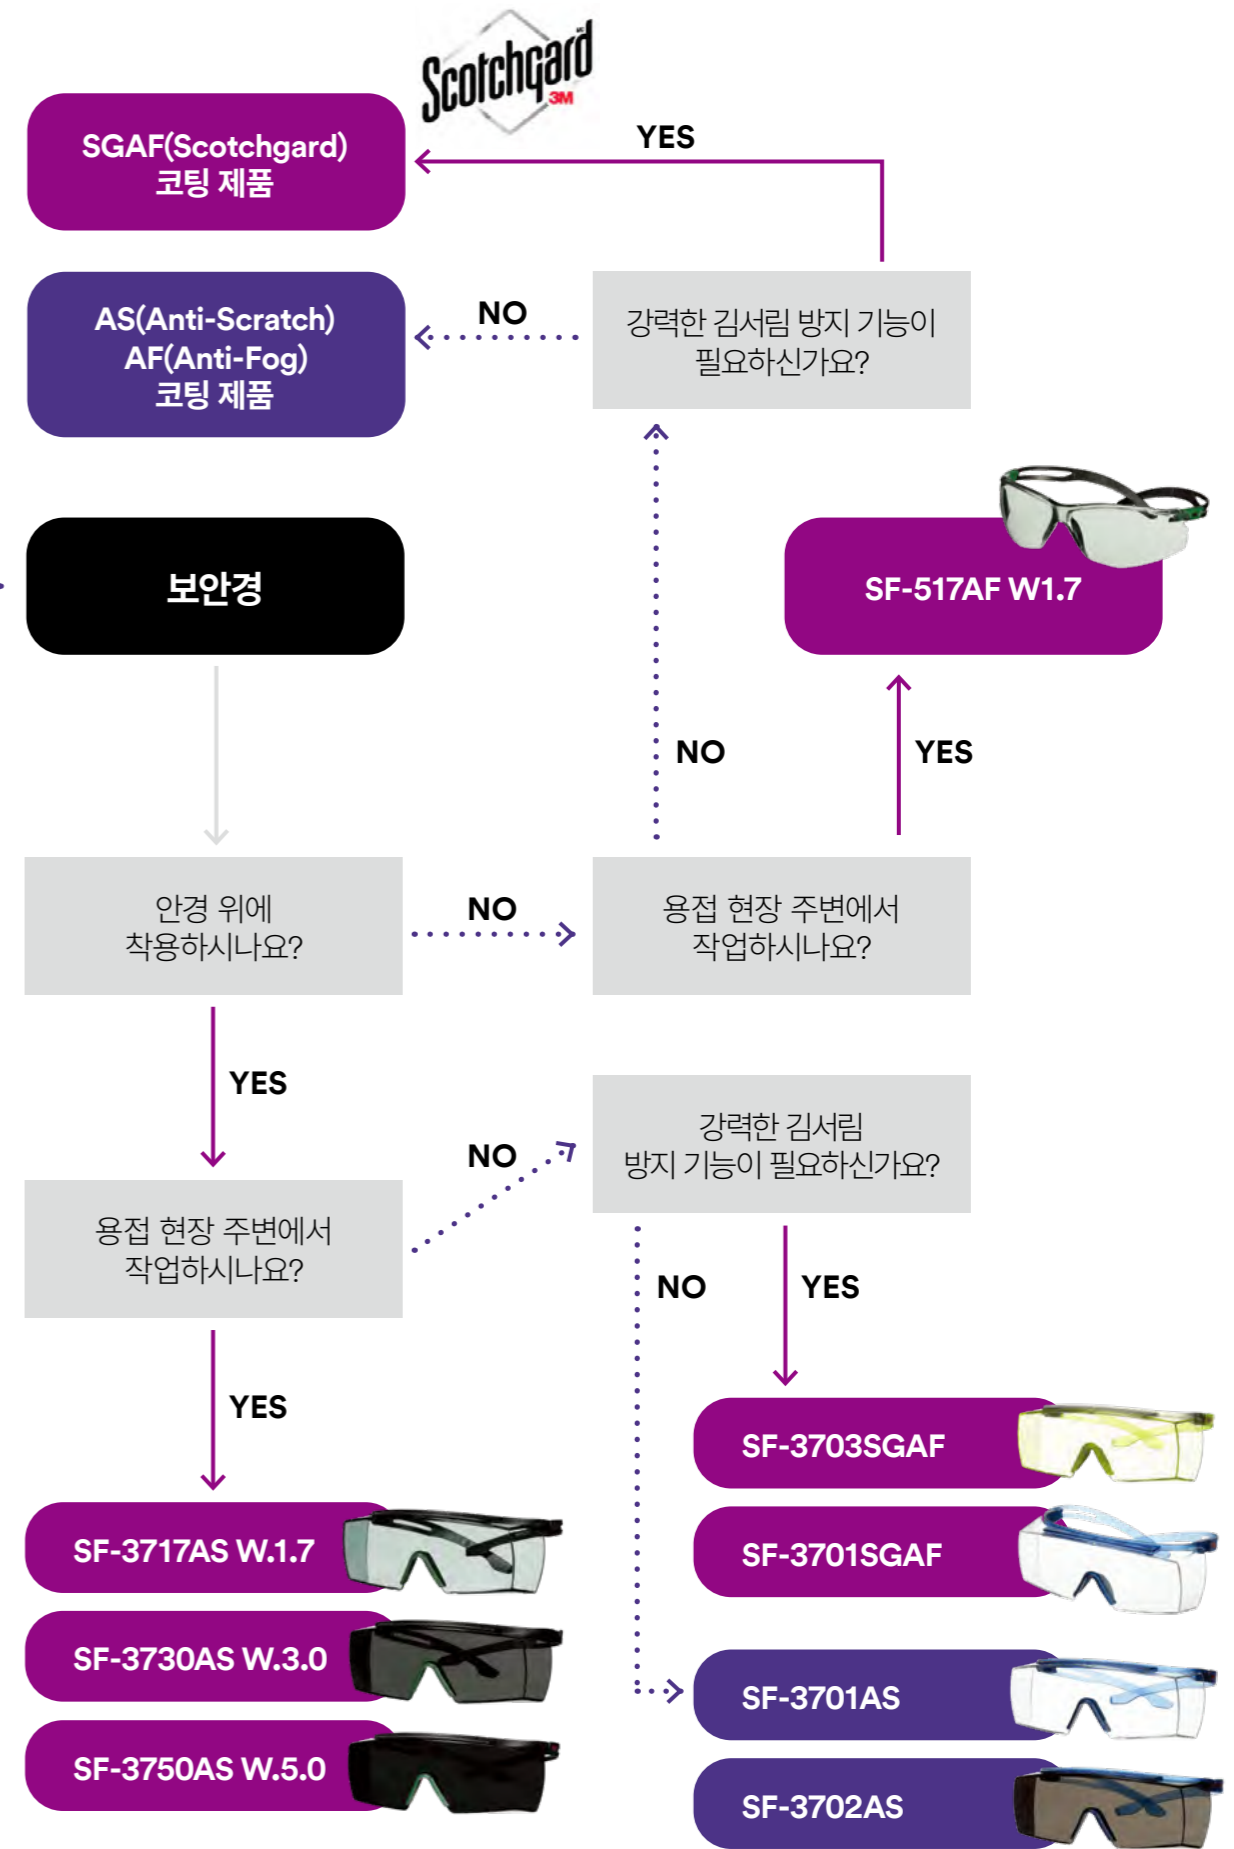 Scotchgard
3M
SGAF(Scotchgard)
코팅 제품
YES
AS(Anti-Scratch)
AF(Anti-Fog)
코팅 제품
NO
강력한 김서림 방지 기능이
필요하신가요?
보안경
SF-517AF W1.7
NO
YES
안경 위에
착용하시나요?
NO
용접 현장 주변에서
작업하시나요?
YES
NO
강력한 김서림
방지 기능이 필요하신가요?
용접 현장 주변에서
작업하시나요?
NO
YES
YES
SF-3703SGAF
SF-3701SGAF
SF-3717AS W.1.7
SF-3730AS W.3.0
SF-3750AS W.5.0
SF-3701AS
SF-3702AS